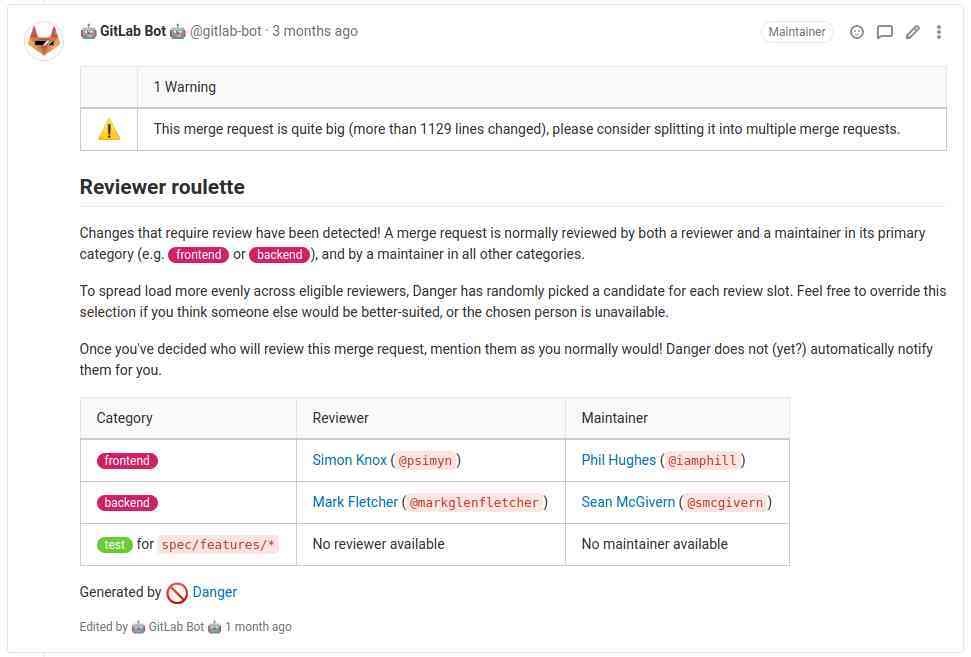 🤖 GitLab Bot 🤖 @gitlab-bot · 3 months ago Maintainer
1 Warning
This merge request is quite big (more than 1129 lines changed), please consider splitting it into multiple merge requests.
Reviewer roulette
Changes that require review have been detected! A merge request is normally reviewed by both a reviewer and a maintainer in its primary
category (e.g. frontend or backend), and by a maintainer in all other categories.
To spread load more evenly across eligible reviewers, Danger has randomly picked a candidate for each review slot. Feel free to override this
selection if you think someone else would be better-suited, or the chosen person is unavailable.
Once you've decided who will review this merge request, mention them as you normally would! Danger does not (yet?) automatically notify
them for you.
Category Reviewer Maintainer
frontend Simon Knox (@psimyn) Phil Hughes (@iamphill)
backend Mark Fletcher (@markglenfletcher) Sean McGivern (@smcgivern)
test for spec/features/* No reviewer available No maintainer available
Generated by 🚫 Danger
Edited by 🤖 GitLab Bot 🤖 1 month ago